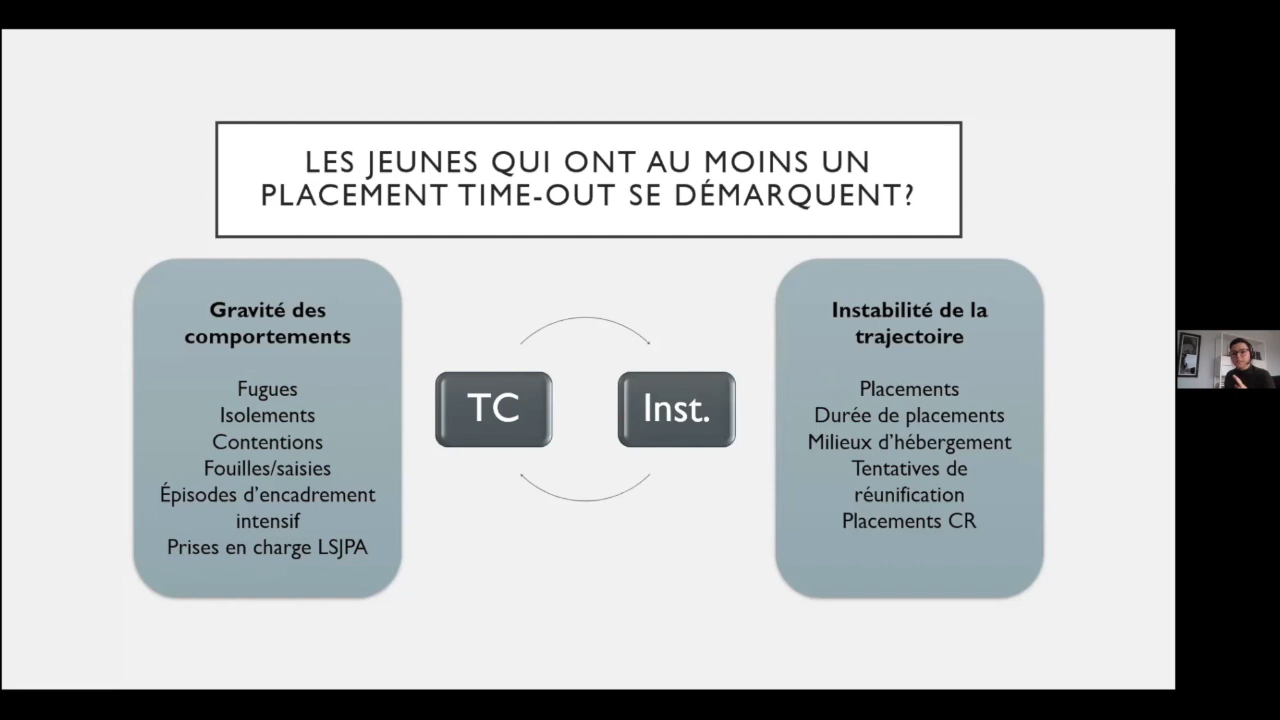 LES JEUNES QUI ONT AU MOINS UN
PLACEMENT TIME-OUT SE DÉMARQUENT?
Gravité des
comportements
Fugues
Isolements
Contentions
Fouilles/saisies
Épisodes d'encadrement
intensif
Prises en charge LSJPA
TC
Inst.
Instabilité de la
trajectoire
Placements
Durée de placements
Milieux d'hébergement
Tentatives de
réunification
Placements CR